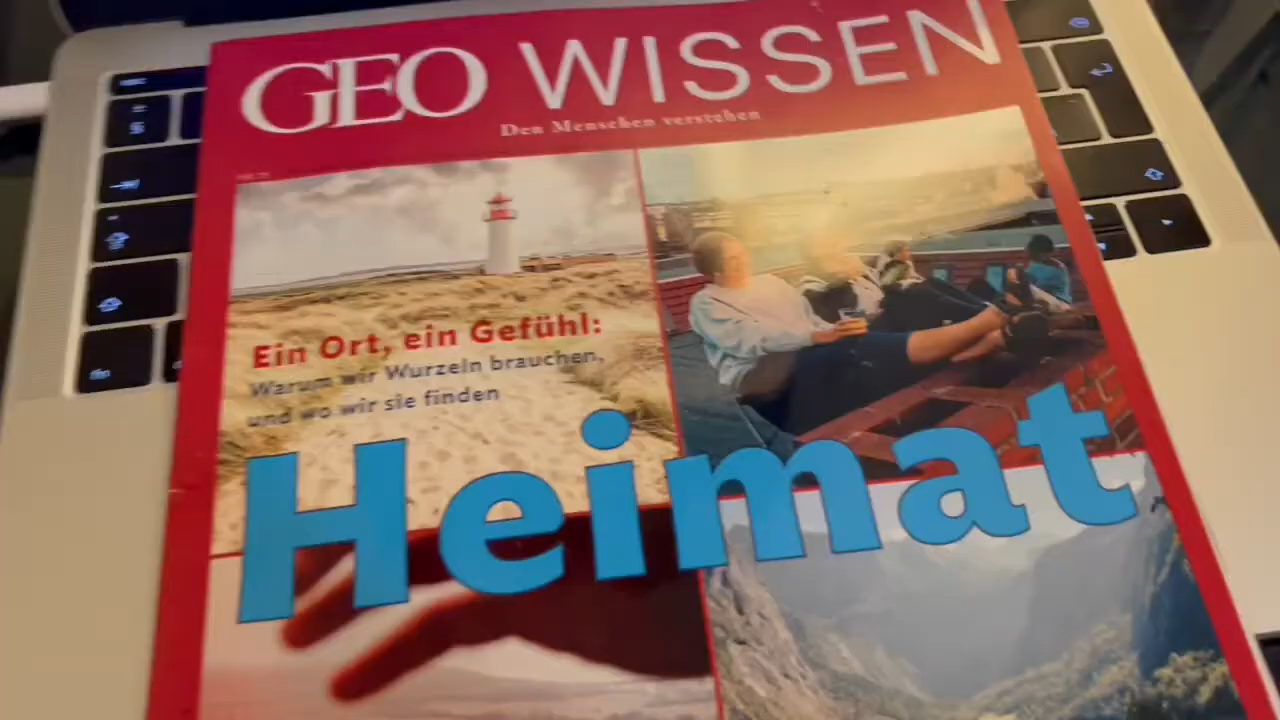 GEO WISSEN
Den Menschen verstehen
Ein Ort, ein Gefühl:
Warum wir Wurzeln brauchen,
und wo wir sie finden
Heimat